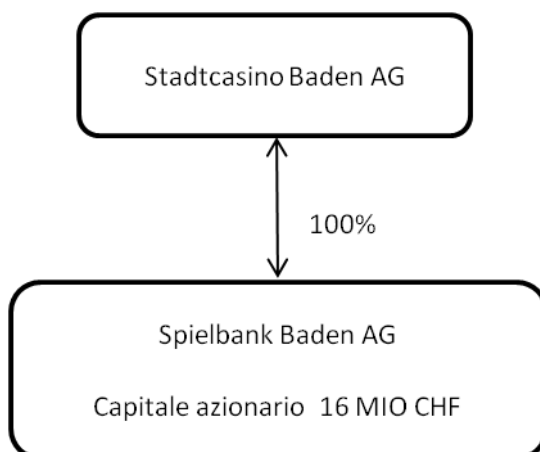 Stadtcasino Baden AG
100%
Spielbank Baden AG
Capitale azionario 16 MIO CHF